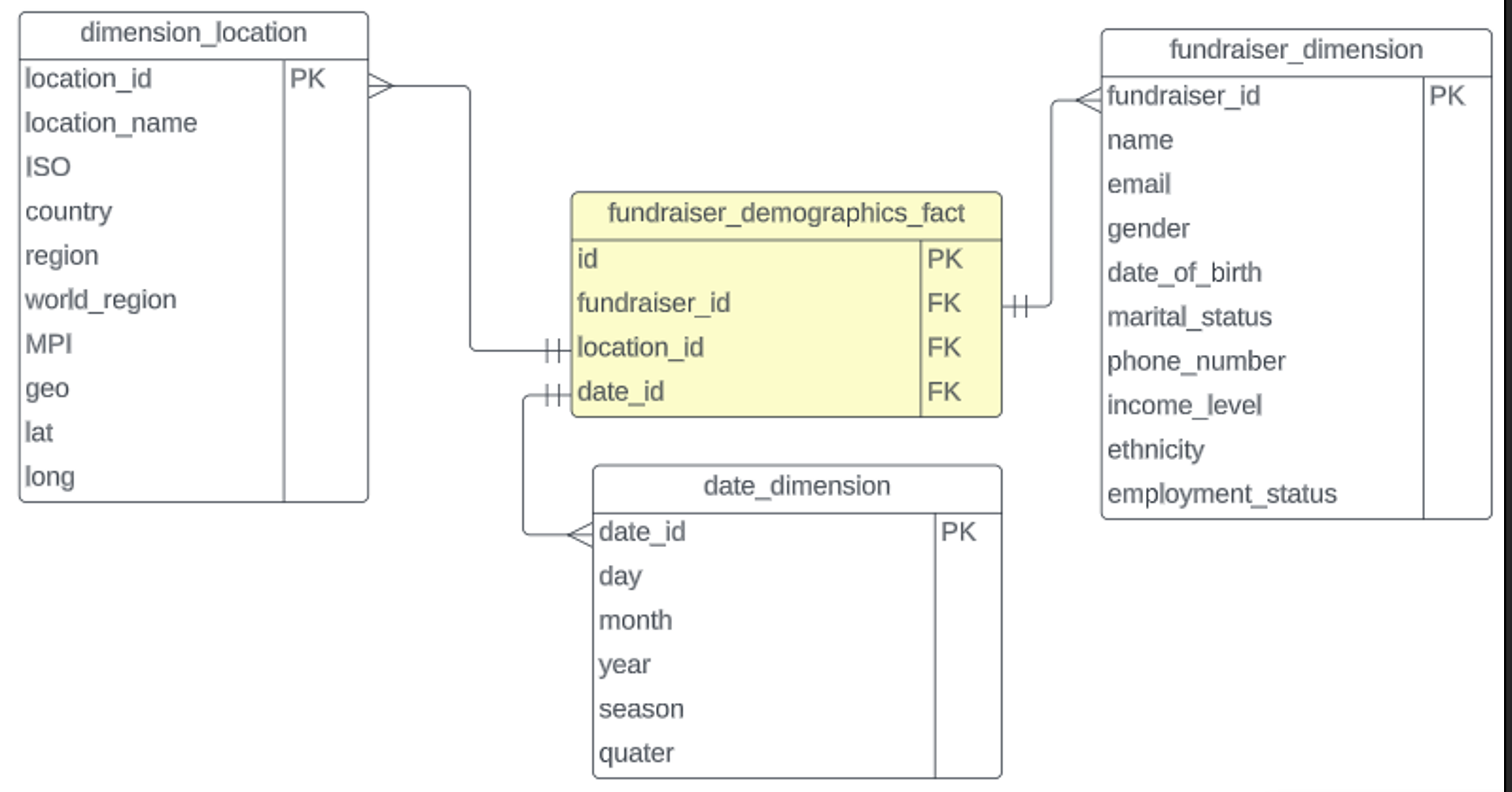 dimension_location
location_id PK
location_name
ISO
country
region
world_region
MPI
geo
lat
long
fundraiser_demographics_fact
id PK
fundraiser_id FK
location_id FK
date_id FK
date_dimension
date_id PK
day
month
year
season
quater
fundraiser_dimension
fundraiser_id PK
name
email
gender
date_of_birth
marital_status
phone_number
income_level
ethnicity
employment_status